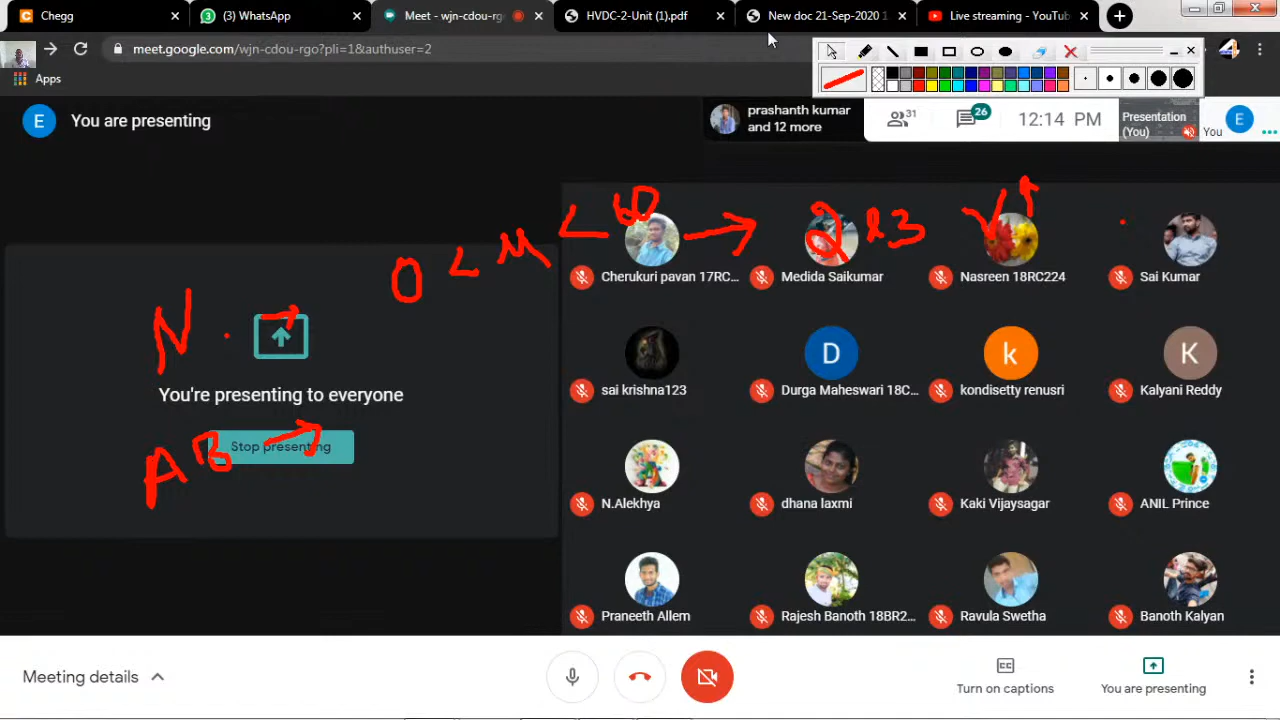 Chegg
(3) WhatsApp
Meet - wjn-cdou-rgo
HVDC-2-Unit (1).pdf
New doc 21-Sep-2020 1
Live streaming - YouTube
meet.google.com/wjn-cdou-rgo?pli=1&authuser=2
Apps
E
You are presenting
prashanth kumar
and 12 more
31
26
12:14 PM
Presentation
(You)
You
E
0 < μ < 60 → 2 &3 V↑
N. →
AB →
You're presenting to everyone
Stop presenting
Cherukuri pavan 17RC...
Medida Saikumar
Nasreen 18RC224
Sai Kumar
D
k
K
sai krishna123
Durga Maheswari 18C...
kondisetty renusri
Kalyani Reddy
N.Alekhya
dhana laxmi
Kaki Vijaysagar
ANIL Prince
Praneeth Allem
Rajesh Banoth 18BR2...
Ravula Swetha
Banoth Kalyan
Meeting details
Turn on captions
You are presenting